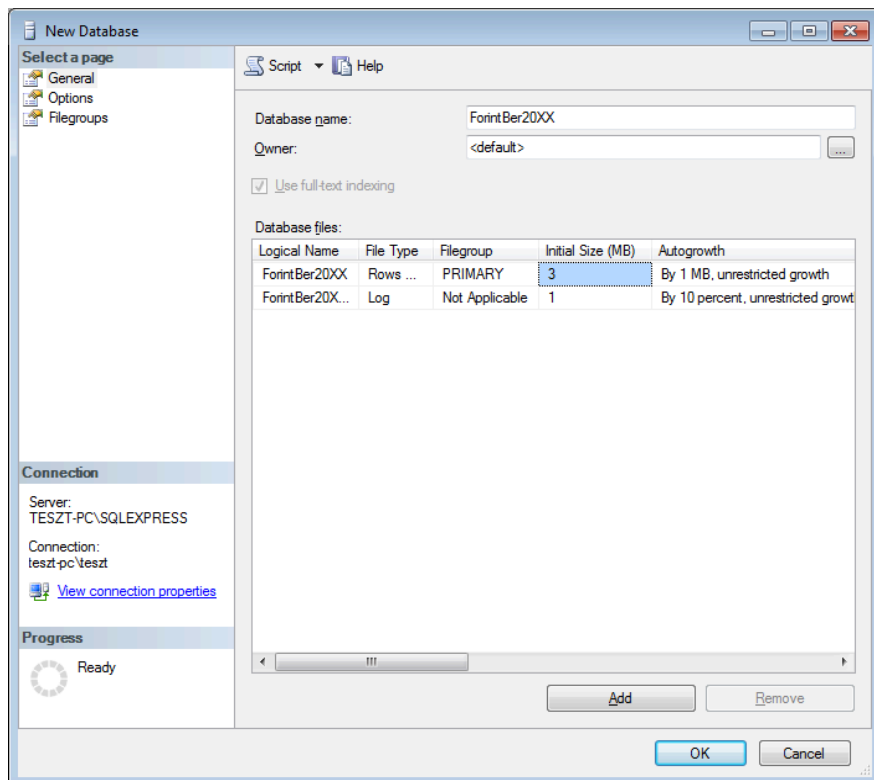 New Database
Select a page
General
Options
Filegroups
Script Help
Database name: ForintBer20XX
Owner: <default> ...
Use full-text indexing
Database files:
Logical Name File Type Filegroup Initial Size (MB) Autogrowth
ForintBer20XX Rows ... PRIMARY 3 By 1 MB, unrestricted growth
ForintBer20X... Log Not Applicable 1 By 10 percent, unrestricted growt
Connection
Server:
TESZT-PC\SQLEXPRESS
Connection:
teszt-pc\teszt
View connection properties
Progress
Ready
Add Remove
OK Cancel